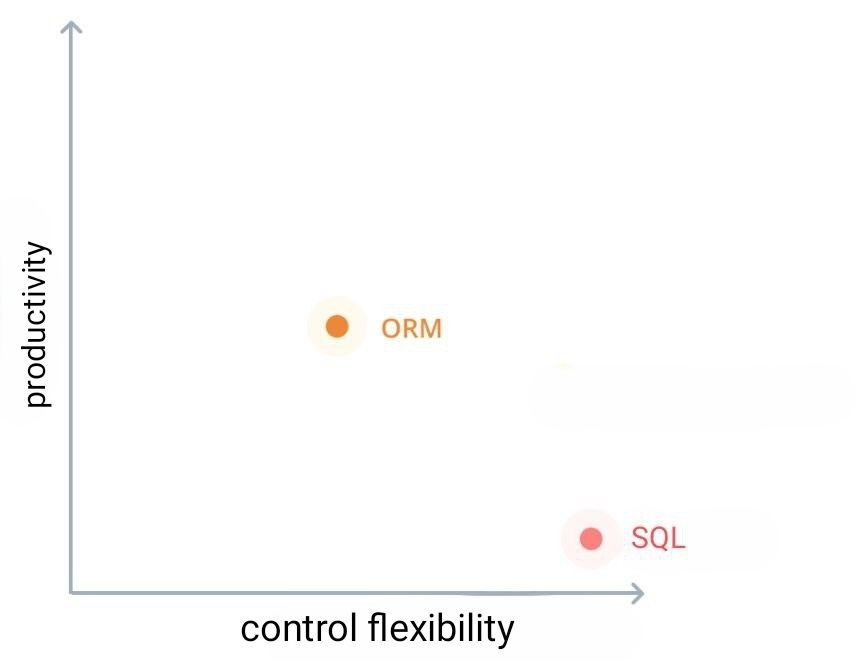 productivity
ORM
SQL
control flexibility